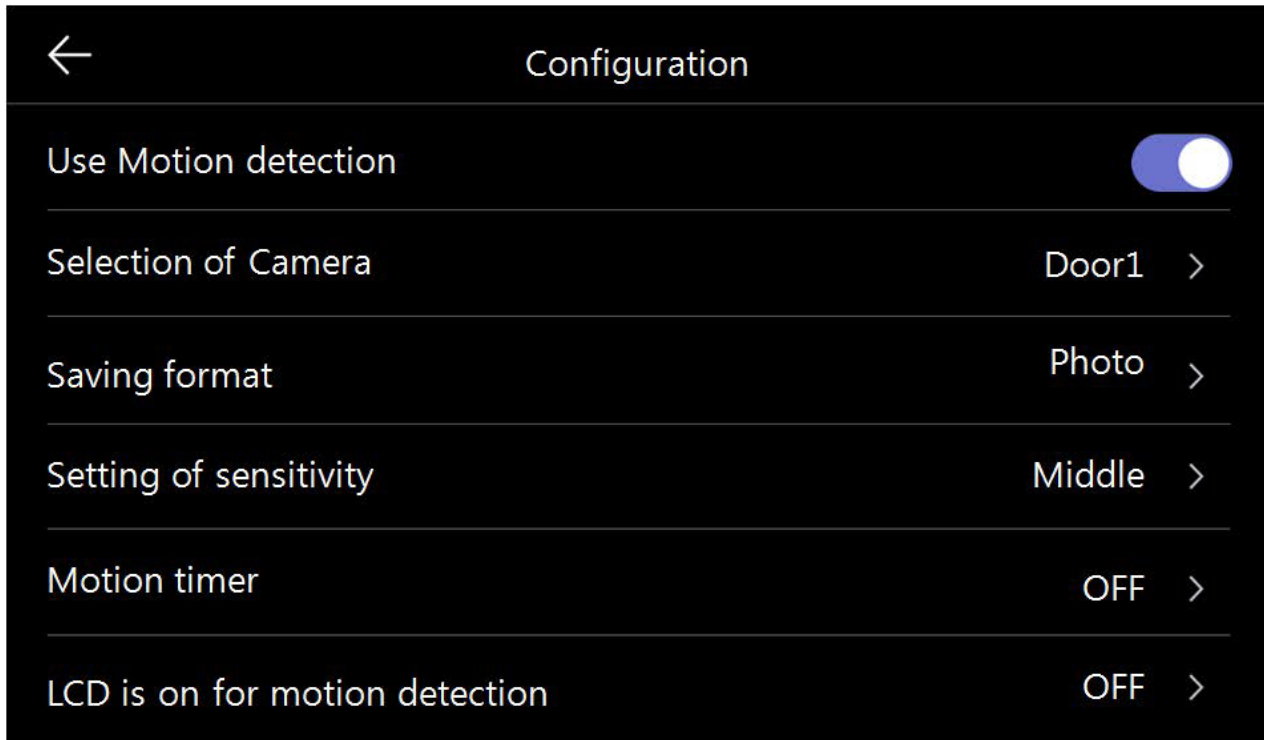 Configuration
Use Motion detection
Selection of Camera Door1
Saving format Photo
Setting of sensitivity Middle
Motion timer OFF
LCD is on for motion detection OFF